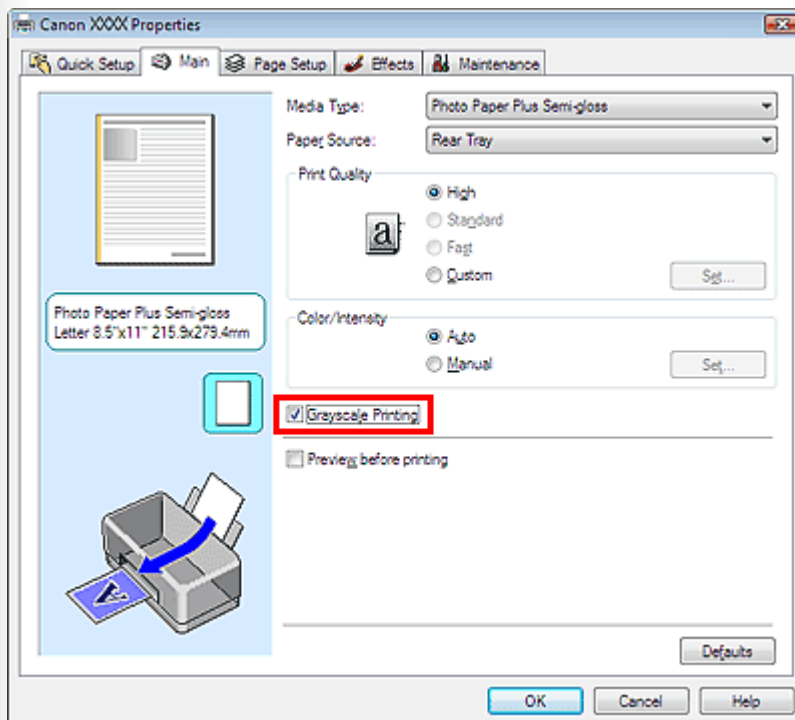 Canon XXXX Properties
Quick Setup Main Page Setup Effects Maintenance
Media Type: Photo Paper Plus Semi-gloss
Paper Source: Rear Tray
Print Quality
High
a
Standard
Fast
Custom Set...
Photo Paper Plus Semi-gloss
Letter 8.5"x11" 215.9x279.4mm
Color/Intensity
Auto
Manual Set...
Grayscale Printing
Preview before printing
A
Defaults
OK Cancel Help